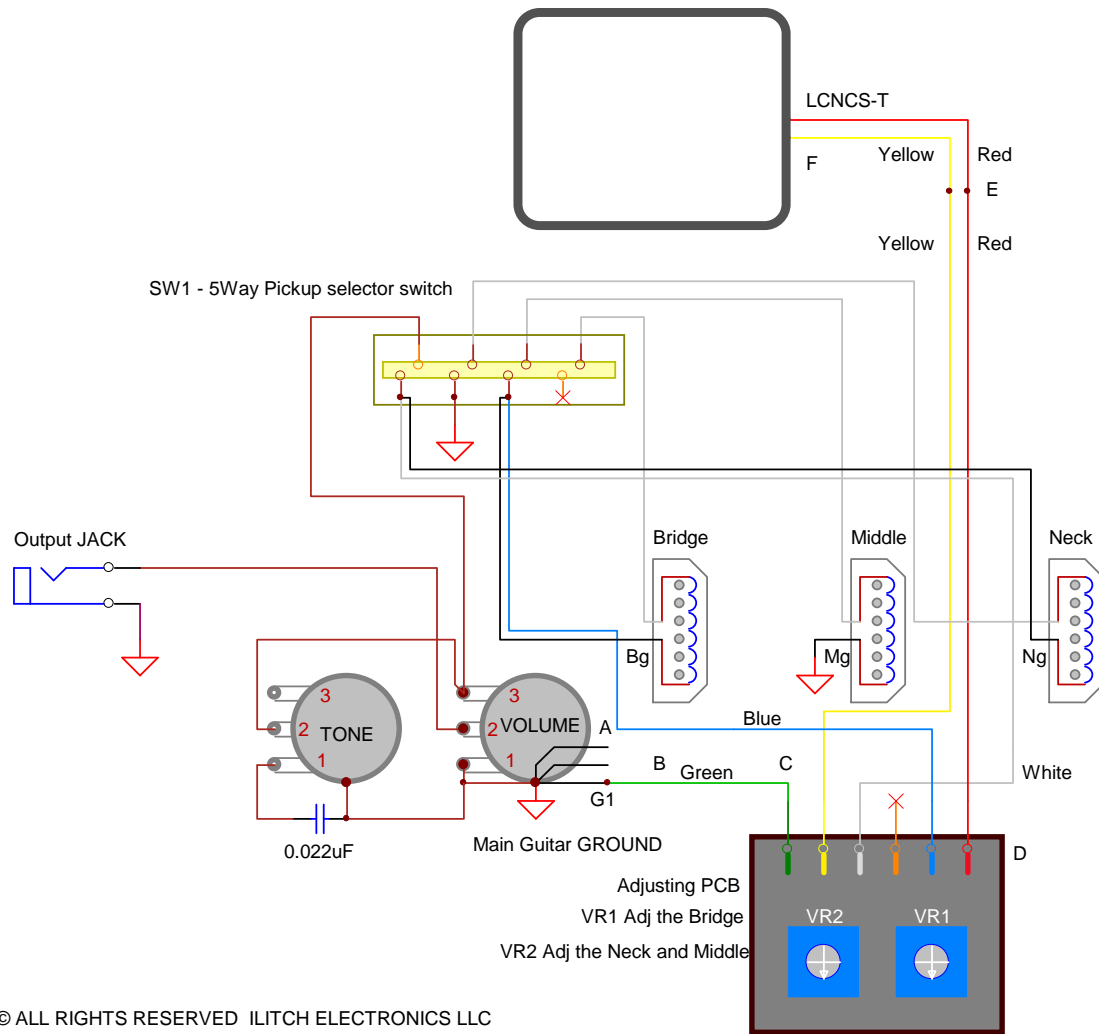 LCNCS-T
Yellow Red
F
E
Yellow Red
SW1 - 5Way Pickup selector switch
Output JACK
Bridge
Middle
Neck
Bg
Mg
Ng
3
2
TONE
1
3
2
VOLUME
1
A
Blue
B
Green
C
White
G1
0.022uF
Main Guitar GROUND
D
Adjusting PCB
VR1 Adj the Bridge
VR2 Adj the Neck and Middle
VR2
VR1
© ALL RIGHTS RESERVED ILITCH ELECTRONICS LLC